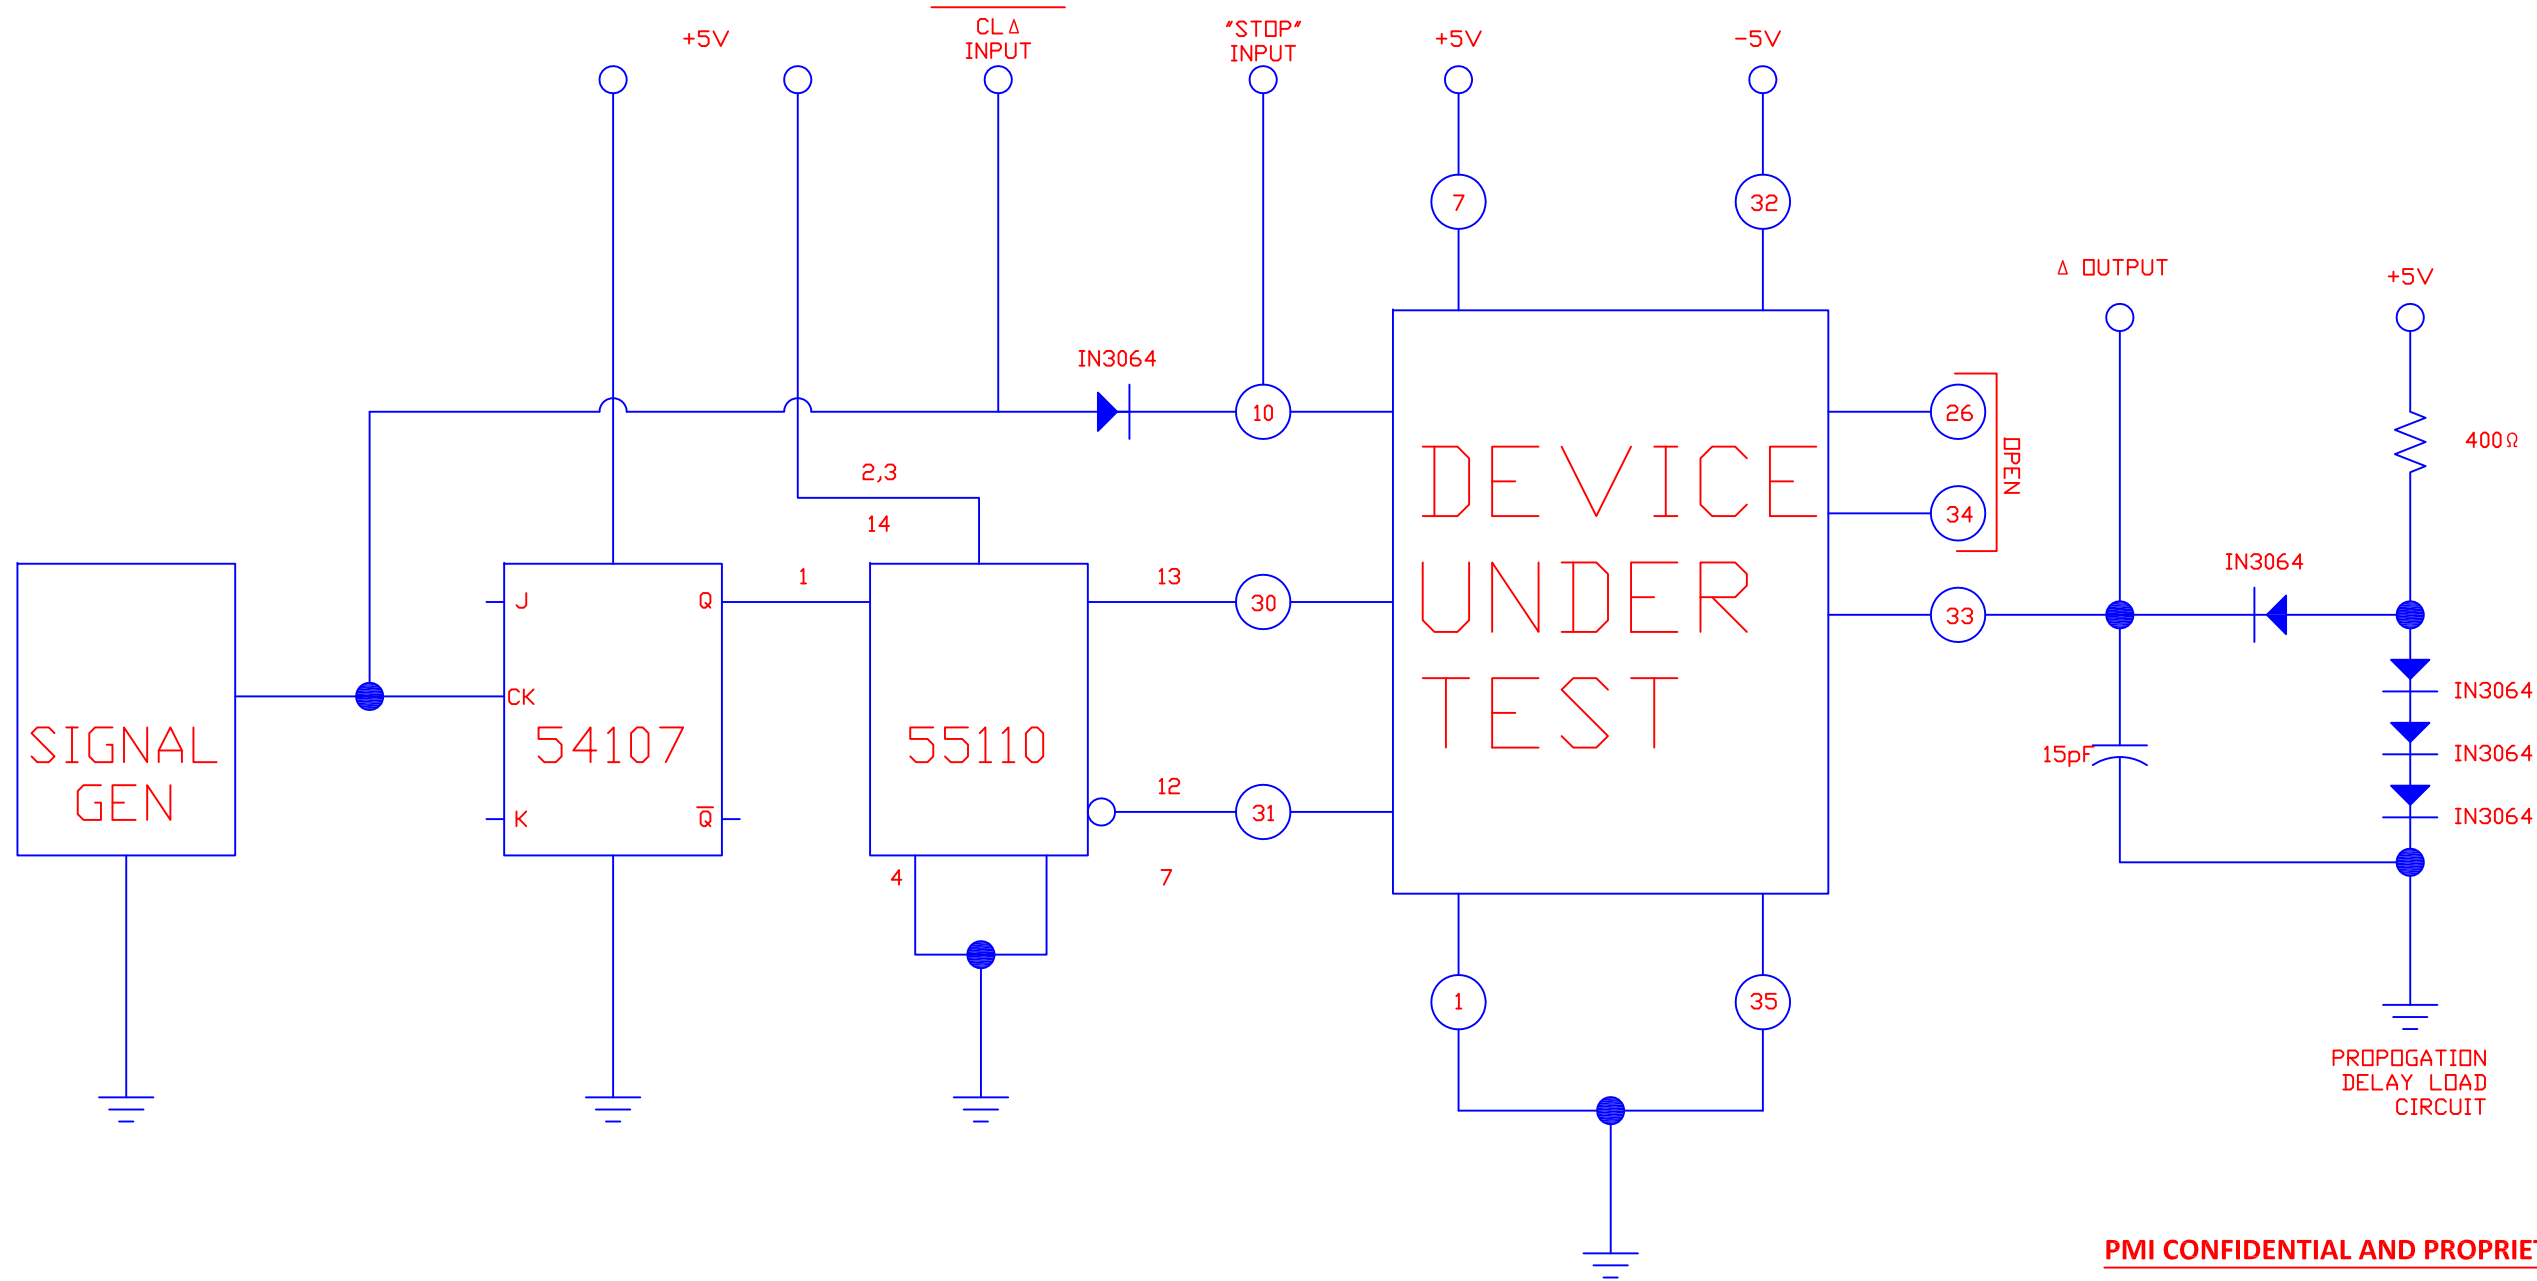 +5V
CL Δ
INPUT
"STOP"
INPUT
+5V
-5V
7
32
Δ OUTPUT
+5V
IN3064
10
26
OPEN
400Ω
2,3
14
34
SIGNAL
GEN
J
Q
CK
54107
K
Q̅
1
55110
13
30
12
31
4
7
DEVICE
UNDER
TEST
33
IN3064
IN3064
15pF
IN3064
IN3064
1
35
PROPOGATION
DELAY LOAD
CIRCUIT
PMI CONFIDENTIAL AND PROPRIET